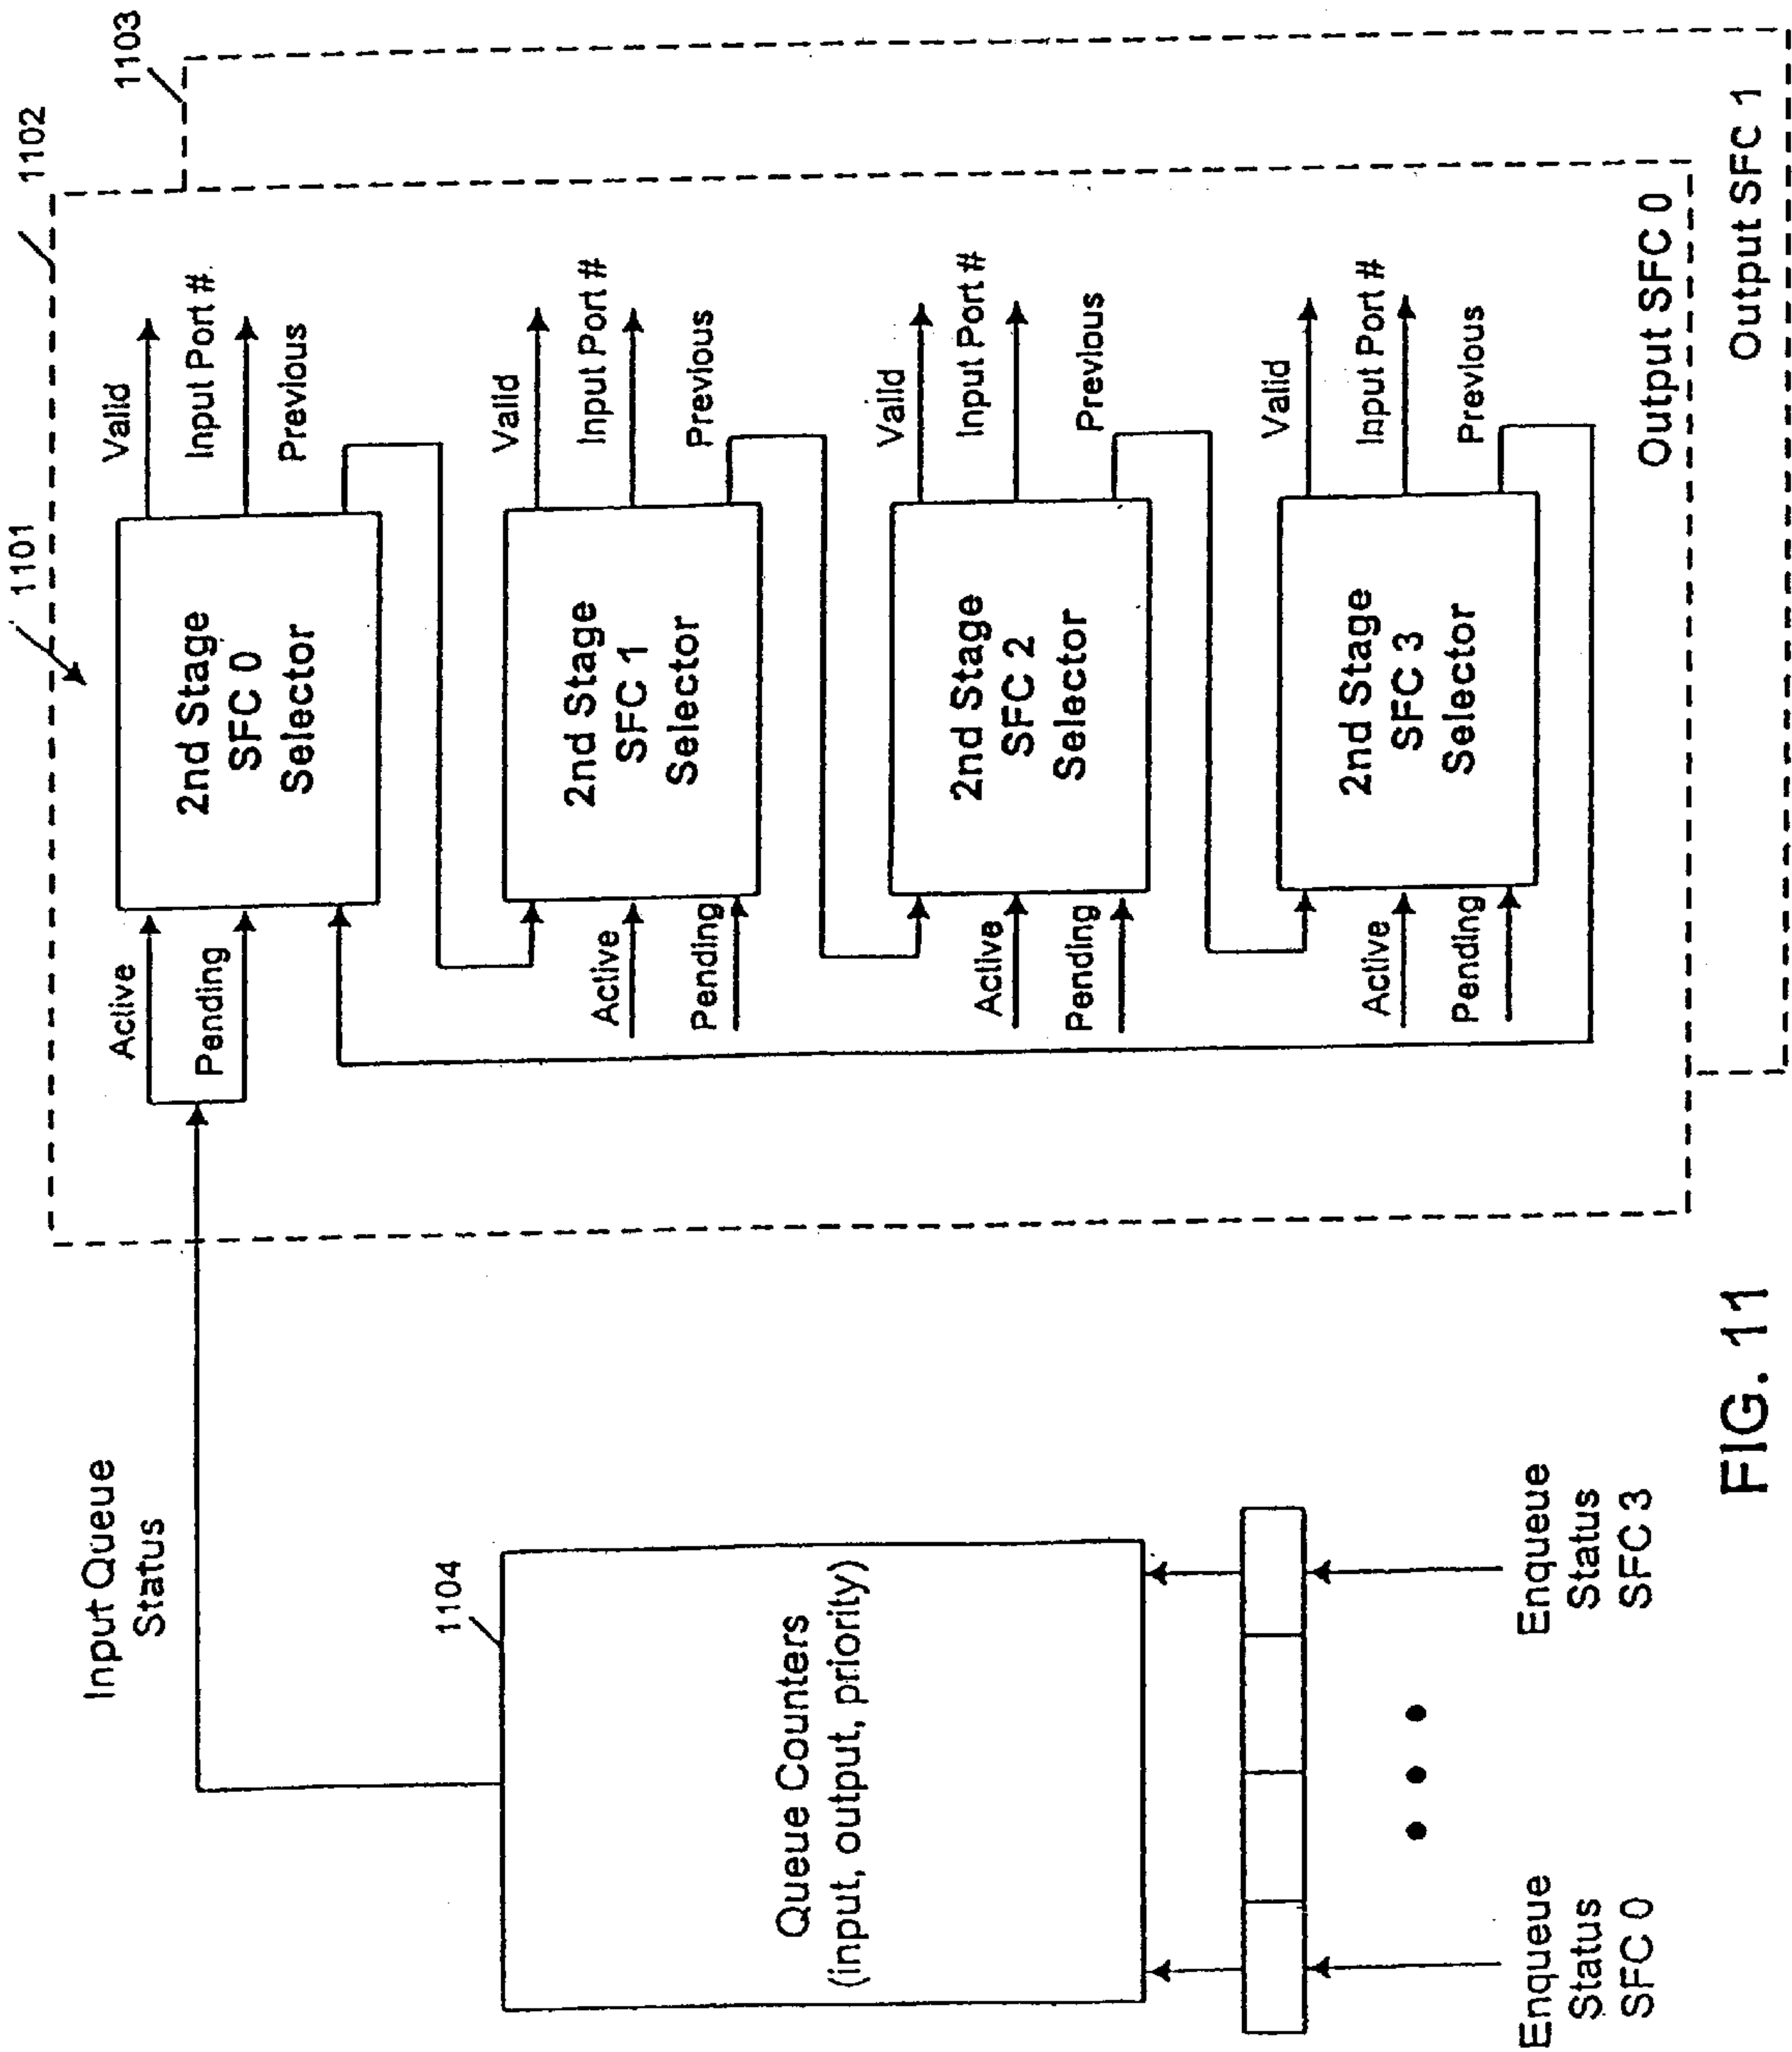 1101
1102
1103
Input Queue
Status
Active
Pending
2nd Stage
SFC 0
Selector
Valid
Input Port #
Previous
Active
Pending
2nd Stage
SFC 1
Selector
Valid
Input Port #
Previous
Active
Pending
2nd Stage
SFC 2
Selector
Valid
Input Port #
Previous
Active
Pending
2nd Stage
SFC 3
Selector
Valid
Input Port #
Previous
Output SFC 0
Output SFC 1
1104
Queue Counters
(input, output, priority)
Enqueue
Status
SFC 0
Enqueue
Status
SFC 3
FIG. 11